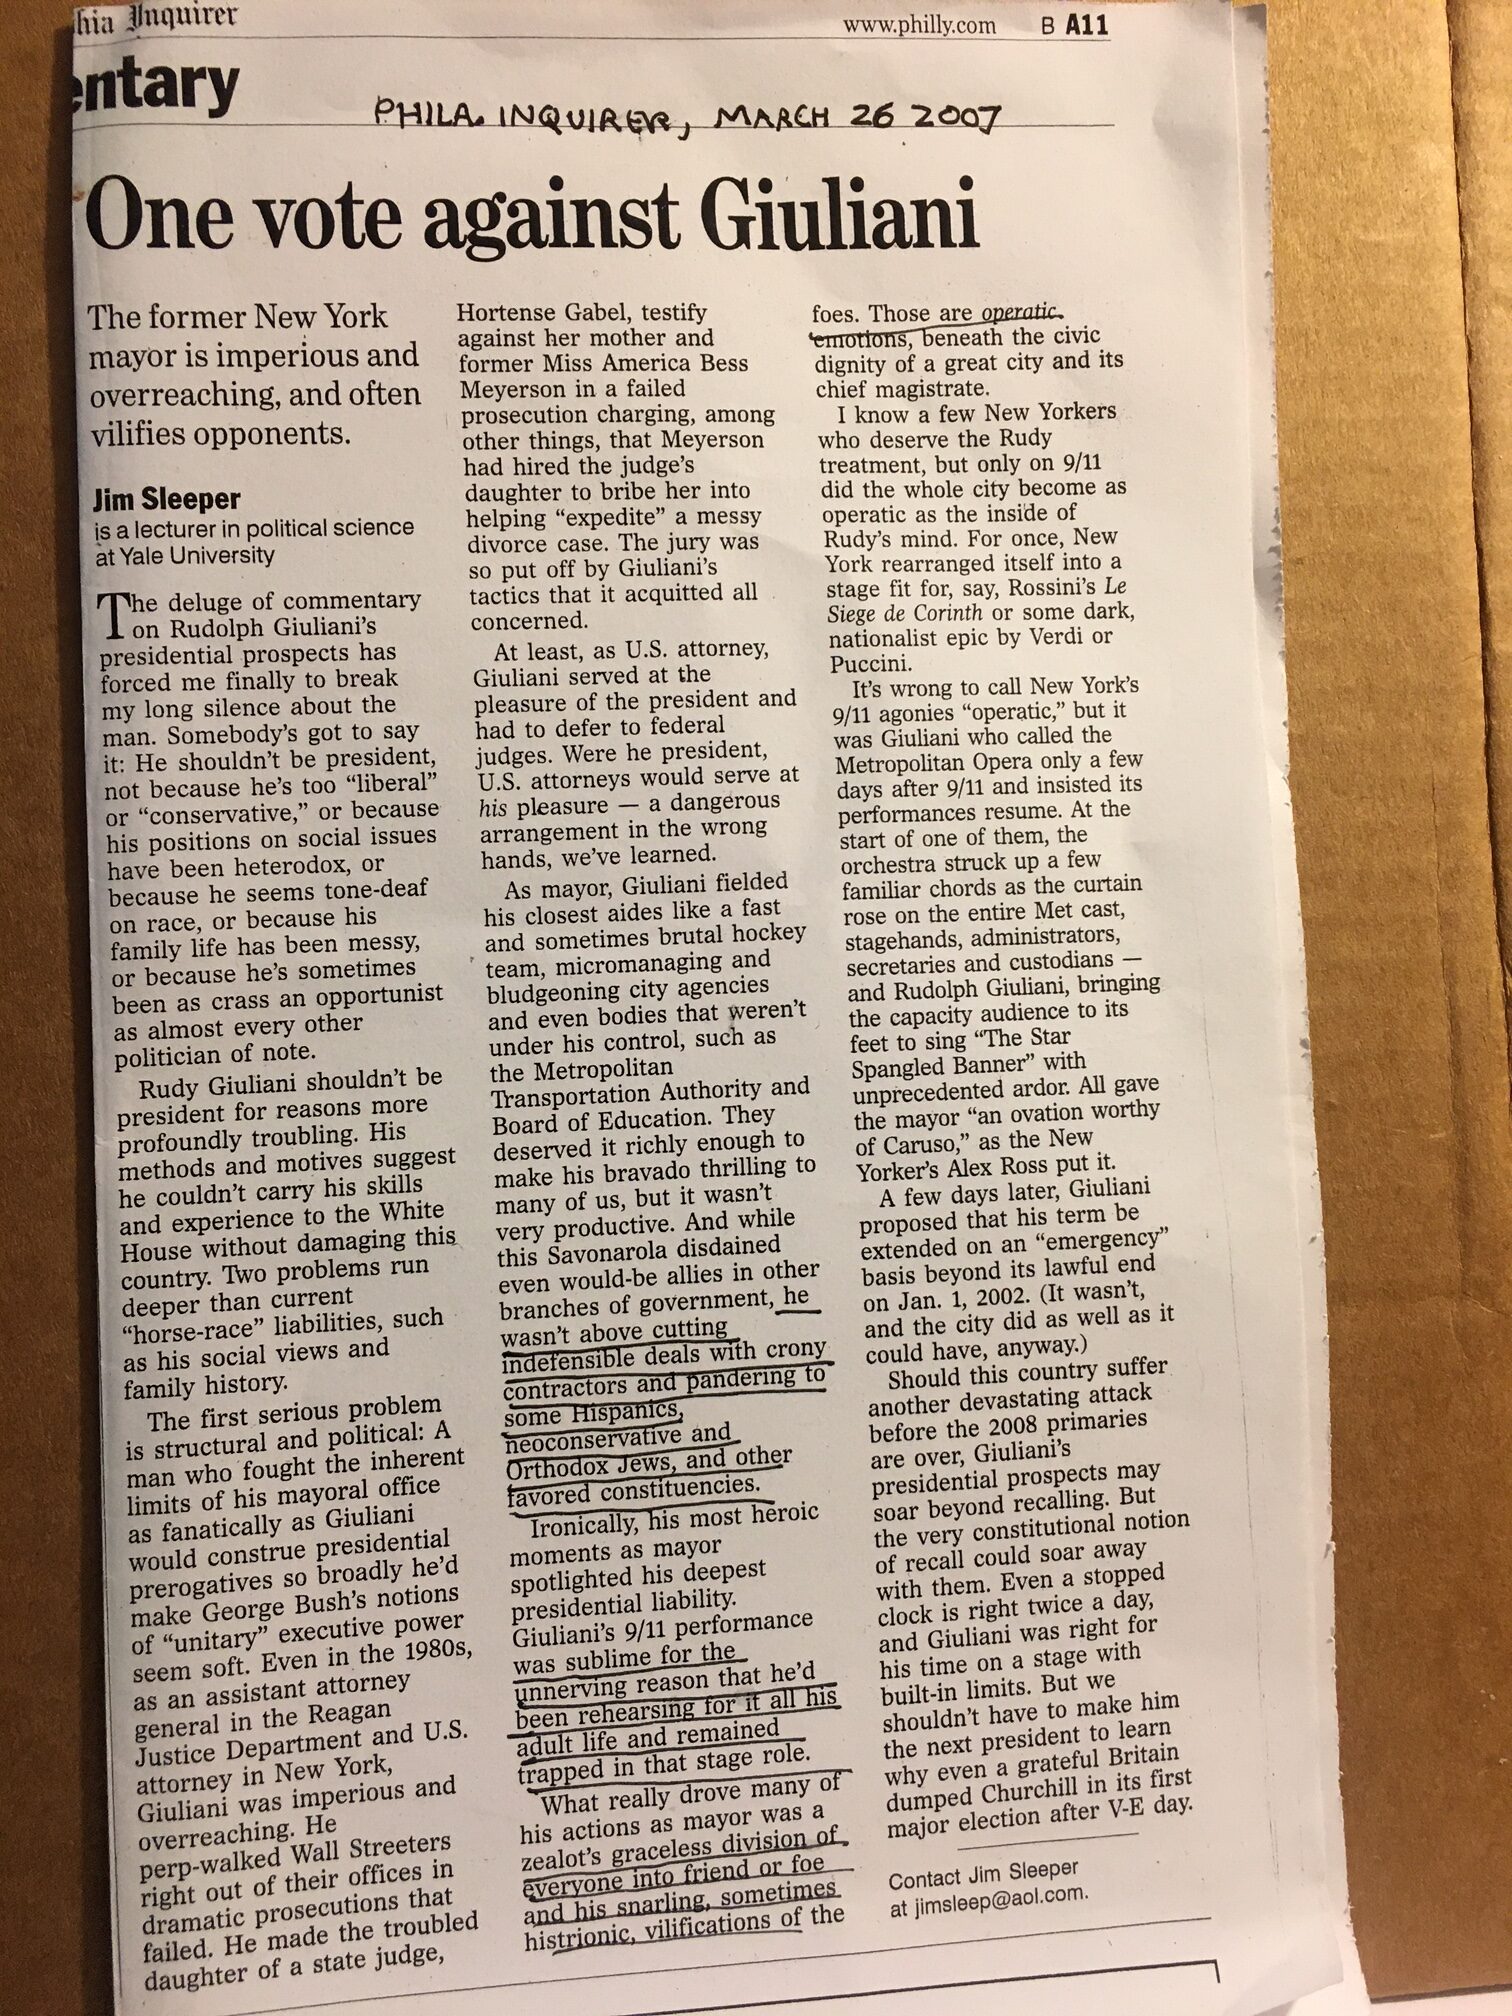 hia Inquirer
www.philly.com B A11
entary
PHILA. INQUIRER, MARCH 26 2007
One vote against Giuliani
The former New York
mayor is imperious and
overreaching, and often
vilifies opponents.
Jim Sleeper
is a lecturer in political science
at Yale University
The deluge of commentary
on Rudolph Giuliani's
presidential prospects has
forced me finally to break
my long silence about the
man. Somebody's got to say
it: He shouldn't be president,
not because he's too "liberal"
or "conservative," or because
his positions on social issues
have been heterodox, or
because he seems tone-deaf
on race, or because his
family life has been messy,
or because he's sometimes
been as crass an opportunist
as almost every other
politician of note.
Rudy Giuliani shouldn't be
president for reasons more
profoundly troubling. His
methods and motives suggest
he couldn't carry his skills
and experience to the White
House without damaging this
country. Two problems run
deeper than current
"horse-race" liabilities, such
as his social views and
family history.
The first serious problem
is structural and political: A
man who fought the inherent
limits of his mayoral office
as fanatically as Giuliani
would construe presidential
prerogatives so broadly he'd
make George Bush's notions
of "unitary" executive power
seem soft. Even in the 1980s,
as an assistant attorney
general in the Reagan
Justice Department and U.S.
attorney in New York,
Giuliani was imperious and
overreaching. He
perp-walked Wall Streeters
right out of their offices in
dramatic prosecutions that
failed. He made the troubled
daughter of a state judge,
Hortense Gabel, testify
against her mother and
former Miss America Bess
Meyerson in a failed
prosecution charging, among
other things, that Meyerson
had hired the judge's
daughter to bribe her into
helping "expedite" a messy
divorce case. The jury was
so put off by Giuliani's
tactics that it acquitted all
concerned.
At least, as U.S. attorney,
Giuliani served at the
pleasure of the president and
had to defer to federal
judges. Were he president,
U.S. attorneys would serve at
his pleasure — a dangerous
arrangement in the wrong
hands, we've learned.
As mayor, Giuliani fielded
his closest aides like a fast
and sometimes brutal hockey
team, micromanaging and
bludgeoning city agencies
and even bodies that weren't
under his control, such as
the Metropolitan
Transportation Authority and
Board of Education. They
deserved it richly enough to
make his bravado thrilling to
many of us, but it wasn't
very productive. And while
this Savonarola disdained
even would-be allies in other
branches of government, he
wasn't above cutting
indefensible deals with crony
contractors and pandering to
some Hispanics,
neoconservative and
Orthodox Jews, and other
favored constituencies.
Ironically, his most heroic
moments as mayor
spotlighted his deepest
presidential liability.
Giuliani's 9/11 performance
was sublime for the
unnerving reason that he'd
been rehearsing for it all his
adult life and remained
trapped in that stage role.
What really drove many of
his actions as mayor was a
zealot's graceless division of
everyone into friend or foe
and his snarling, sometimes
histrionic, vilifications of the
foes. Those are operatic
emotions, beneath the civic
dignity of a great city and its
chief magistrate.
I know a few New Yorkers
who deserve the Rudy
treatment, but only on 9/11
did the whole city become as
operatic as the inside of
Rudy's mind. For once, New
York rearranged itself into a
stage fit for, say, Rossini's Le
Siege de Corinth or some dark,
nationalist epic by Verdi or
Puccini.
It's wrong to call New York's
9/11 agonies "operatic," but it
was Giuliani who called the
Metropolitan Opera only a few
days after 9/11 and insisted its
performances resume. At the
start of one of them, the
orchestra struck up a few
familiar chords as the curtain
rose on the entire Met cast,
stagehands, administrators,
secretaries and custodians —
and Rudolph Giuliani, bringing
the capacity audience to its
feet to sing "The Star
Spangled Banner" with
unprecedented ardor. All gave
the mayor "an ovation worthy
of Caruso," as the New
Yorker's Alex Ross put it.
A few days later, Giuliani
proposed that his term be
extended on an "emergency"
basis beyond its lawful end
on Jan. 1, 2002. (It wasn't,
and the city did as well as it
could have, anyway.)
Should this country suffer
another devastating attack
before the 2008 primaries
are over, Giuliani's
presidential prospects may
soar beyond recalling. But
the very constitutional notion
of recall could soar away
with them. Even a stopped
clock is right twice a day,
and Giuliani was right for
his time on a stage with
built-in limits. But we
shouldn't have to make him
the next president to learn
why even a grateful Britain
dumped Churchill in its first
major election after V-E day.
Contact Jim Sleeper
at jimsleep@aol.com.